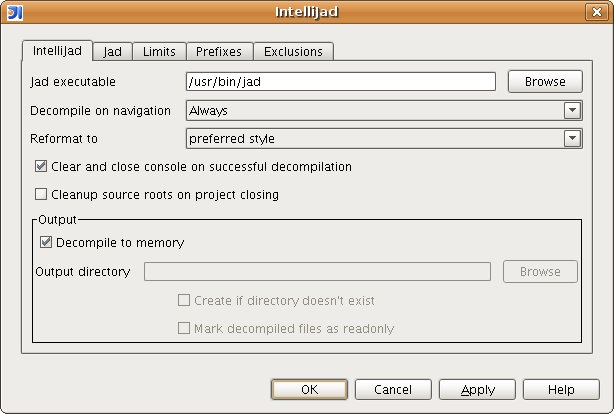 IntelliJad
IntelliJad Jad Limits Prefixes Exclusions
Jad executable /usr/bin/jad Browse
Decompile on navigation Always
Reformat to preferred style
Clear and close console on successful decompilation
Cleanup source roots on project closing
Output
Decompile to memory
Output directory Browse
Create if directory doesn't exist
Mark decompiled files as readonly
OK Cancel Apply Help